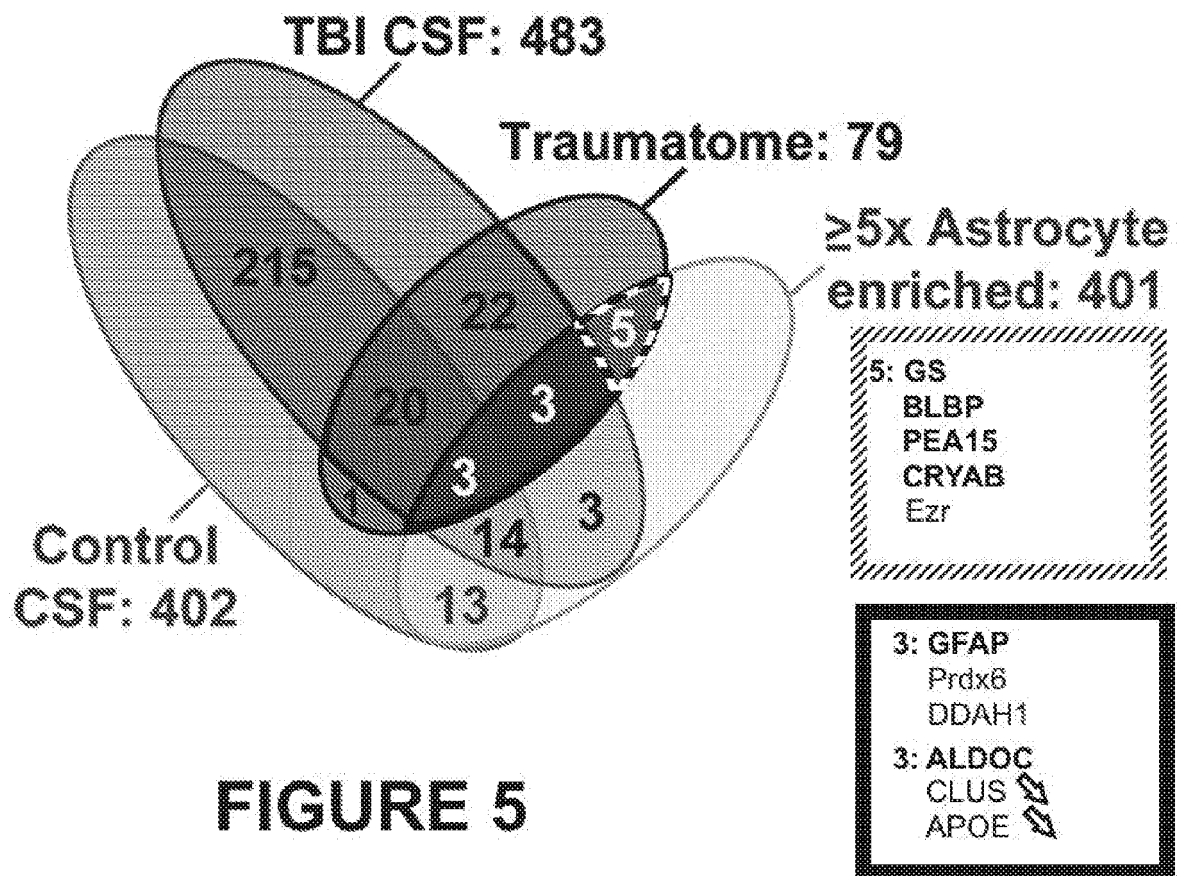 TBI CSF: 483
Traumatome: 79
≥5x Astrocyte
enriched: 401
215
22
5
20
3
3
1
14
3
13
Control
CSF: 402
5: GS
BLBP
PEA15
CRYAB
Ezr
3: GFAP
Prdx6
DDAH1
3: ALDOC
CLUS
APOE
FIGURE 5